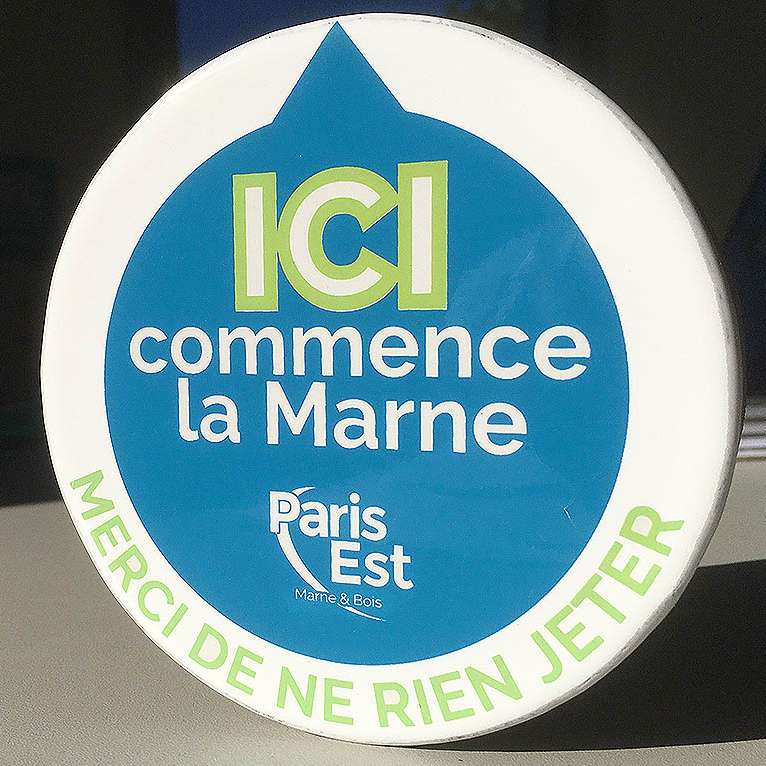 ICI
commence
la Marne
Paris
Est
Marne & Bois
MERCI DE NE RIEN JETER